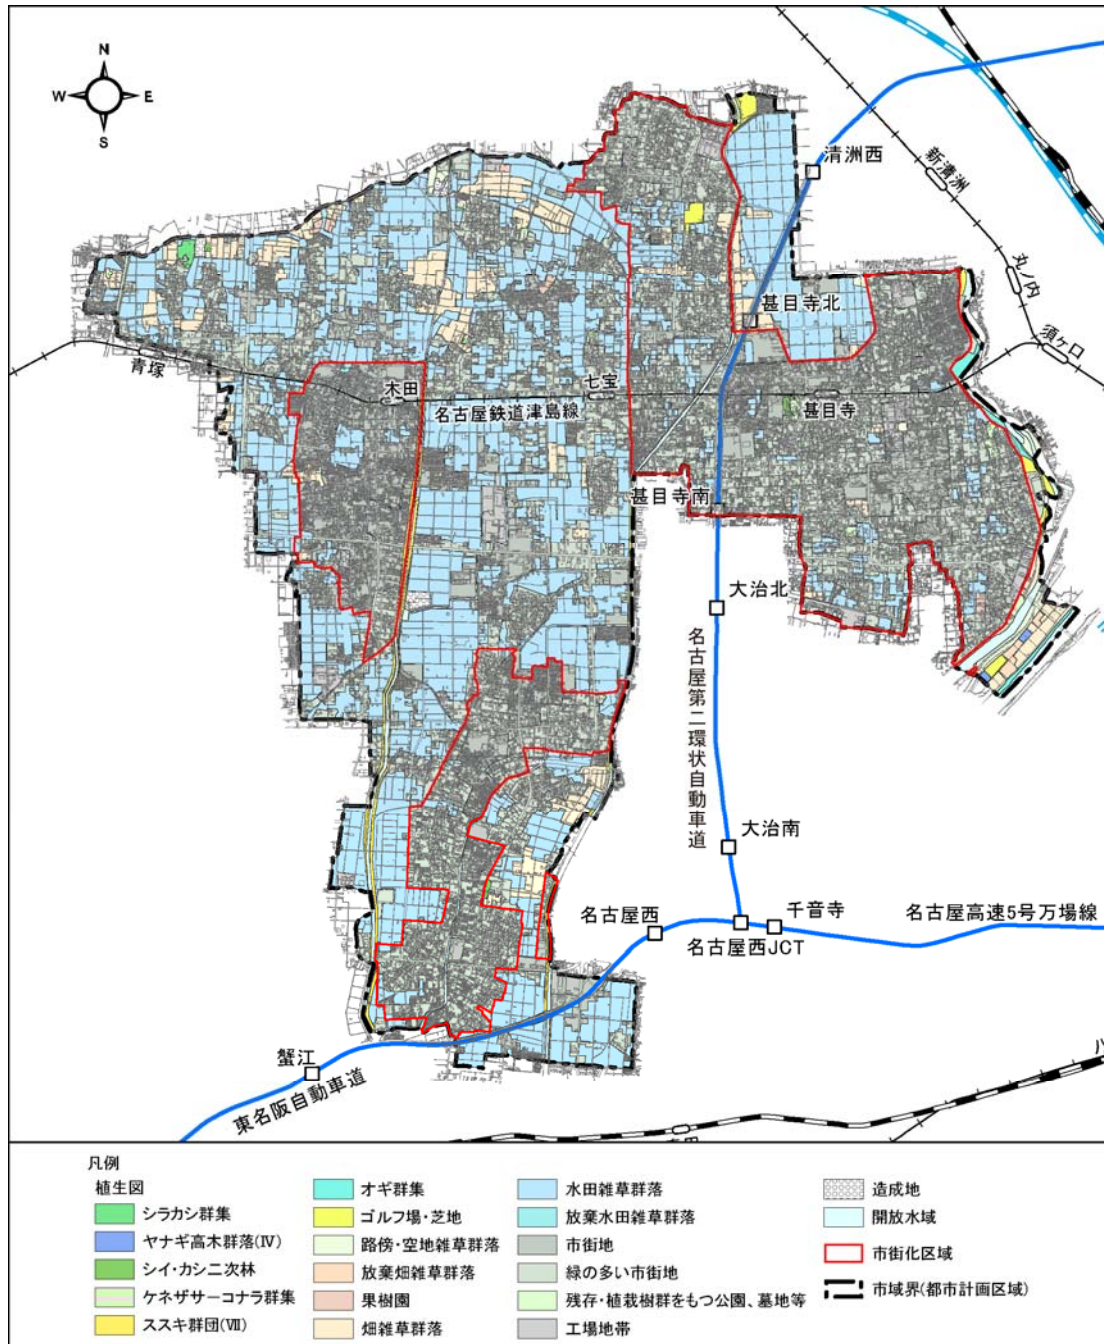 N
W
E
S
清洲西
新清洲
丸ノ内
須ケ口
甚目寺北
青塚
木田
七宝
名古屋鉄道津島線
甚目寺
甚目寺南
大治北
名古屋第二環状自動車道
大治南
名古屋西
千音寺
名古屋高速5号万場線
名古屋西JCT
蟹江
東名阪自動車道
凡例
植生図
シラカシ群集
ヤナギ高木群落(Ⅳ)
シイ・カシ二次林
ケネザサーコナラ群集
ススキ群団(Ⅶ)
オギ群集
ゴルフ場・芝地
路傍・空地雑草群落
放棄畑雑草群落
果樹園
畑雑草群落
水田雑草群落
放棄水田雑草群落
市街地
緑の多い市街地
残存・植栽樹群をもつ公園、墓地等
工場地帯
造成地
開放水域
市街化区域
市域界(都市計画区域)